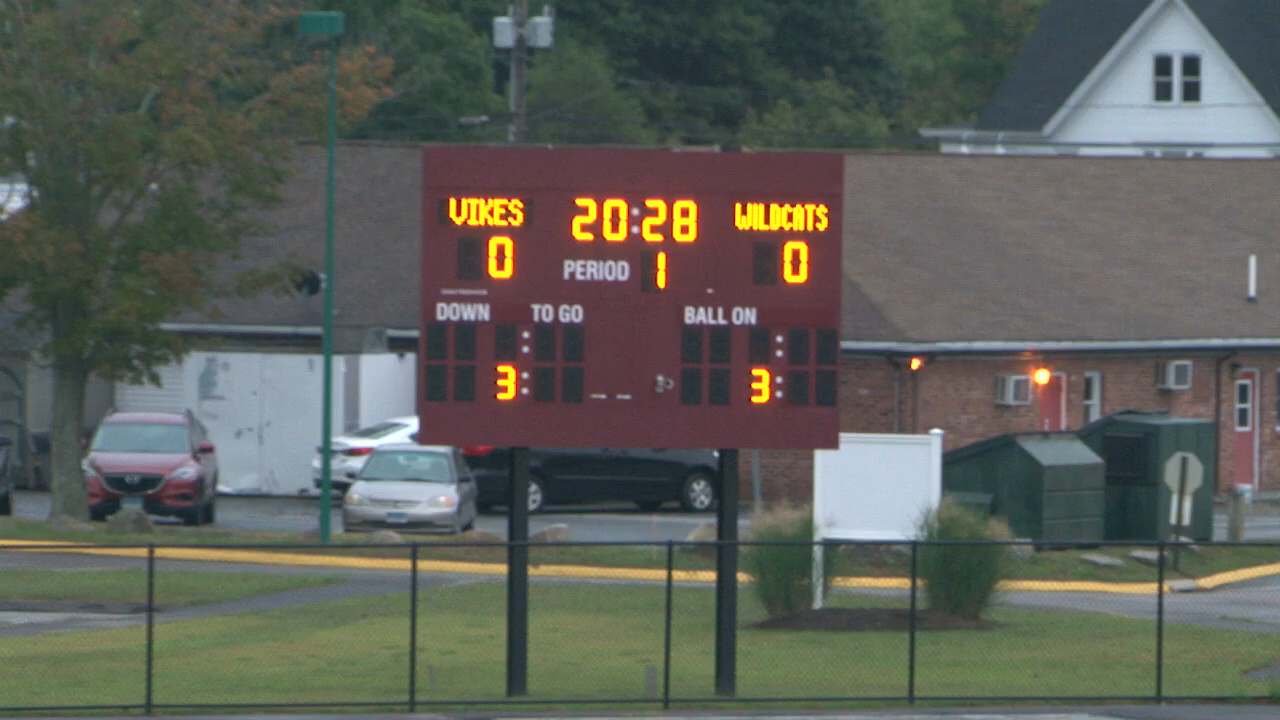 VIKES 20:28 WILDCATS
0 PERIOD 1 0
DOWN TO GO BALL ON
3 : : 3 :